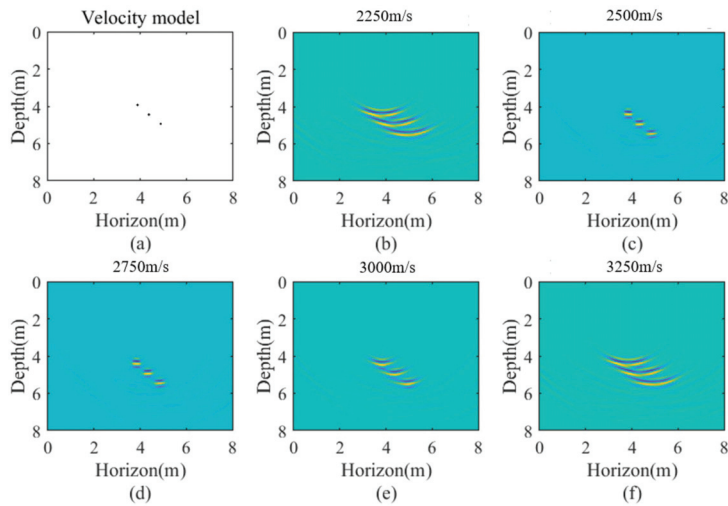 Velocity model
0
2
4
6
8
Depth(m)
0 2 4 6 8
Horizon(m)
(a)
2250m/s
0
2
4
6
8
Depth(m)
0 2 4 6 8
Horizon(m)
(b)
2500m/s
0
2
4
6
8
Depth(m)
0 2 4 6 8
Horizon(m)
(c)
2750m/s
0
2
4
6
8
Depth(m)
0 2 4 6 8
Horizon(m)
(d)
3000m/s
0
2
4
6
8
Depth(m)
0 2 4 6 8
Horizon(m)
(e)
3250m/s
0
2
4
6
8
Depth(m)
0 2 4 6 8
Horizon(m)
(f)